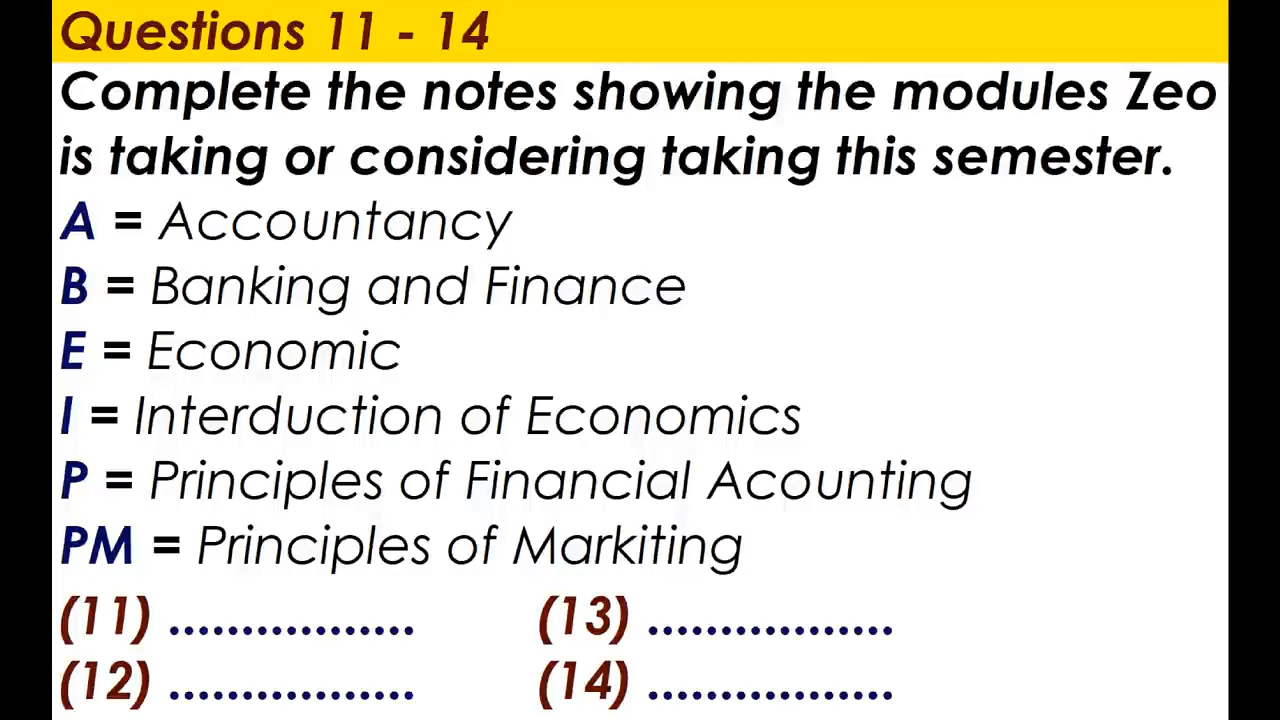 Questions 11 - 14
Complete the notes showing the modules Zeo
is taking or considering taking this semester.
A = Accountancy
B = Banking and Finance
E = Economic
I = Interduction of Economics
P = Principles of Financial Acounting
PM = Principles of Markiting
(11) ................. (13) .................
(12) ................. (14) .................